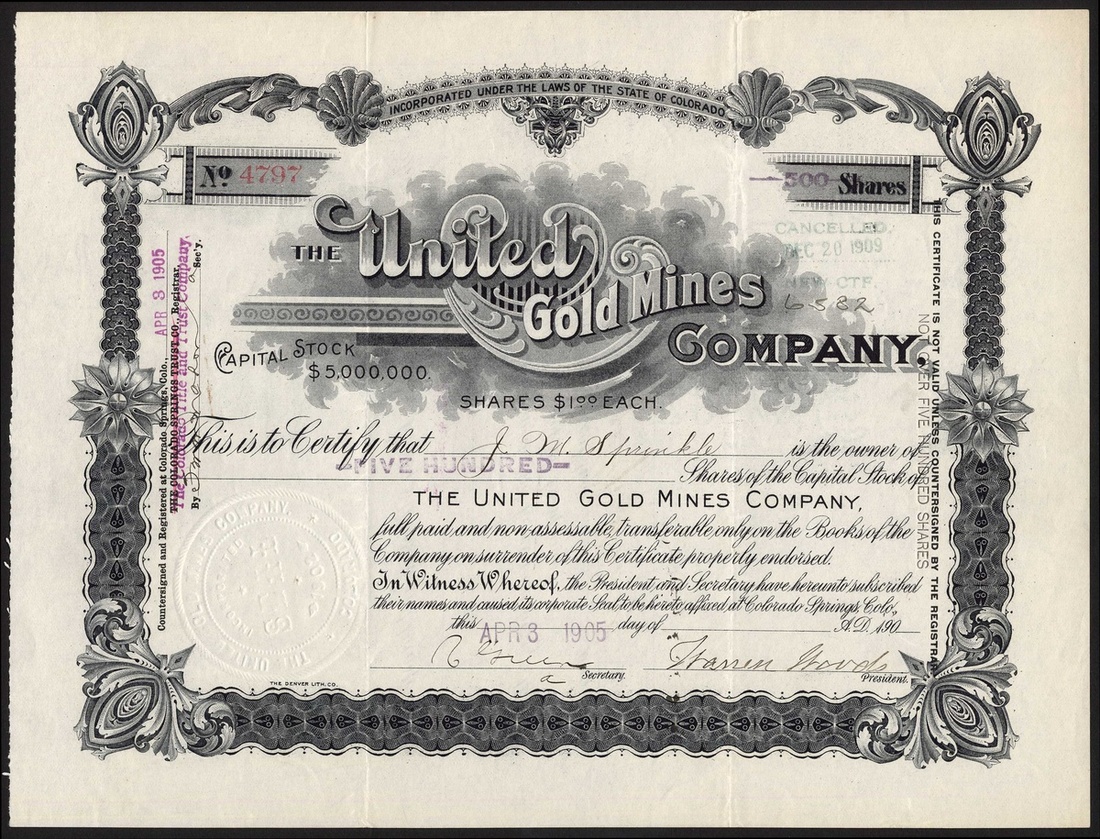 INCORPORATED UNDER THE LAWS OF THE STATE OF COLORADO
No 4797
500 Shares
CANCELLED.
DEC 20 1909
NEW CTF.
6582
THE United
Gold Mines
COMPANY
CAPITAL STOCK
$5,000,000.
SHARES $1.00 EACH.
This is to Certify that J M Sprinkle is the owner of
-FIVE HUNDRED- Shares of the Capital Stock of
THE UNITED GOLD MINES COMPANY,
full paid and non-assessable, transferable only on the Books of the
Company on surrender of this Certificate properly endorsed.
In Witness Whereof, the President and Secretary have hereunto subscribed
their names and caused its corporate Seal to be hereto affixed, at Colorado Springs Colo.,
this APR 3 1905 day of A.D. 190
Warren Woods
Secretary.
President.
THE DENVER LITH. CO.
Countersigned and Registered at Colorado Springs, Colo.,
APR 3 1905
THE COLORADO SPRINGS TRUST CO., Registrar,
The Colorado Title and Trust Company,
By Sec'y.
THIS CERTIFICATE IS NOT VALID UNLESS COUNTERSIGNED BY THE REGISTRAR
NOT OVER FIVE HUNDRED SHARES